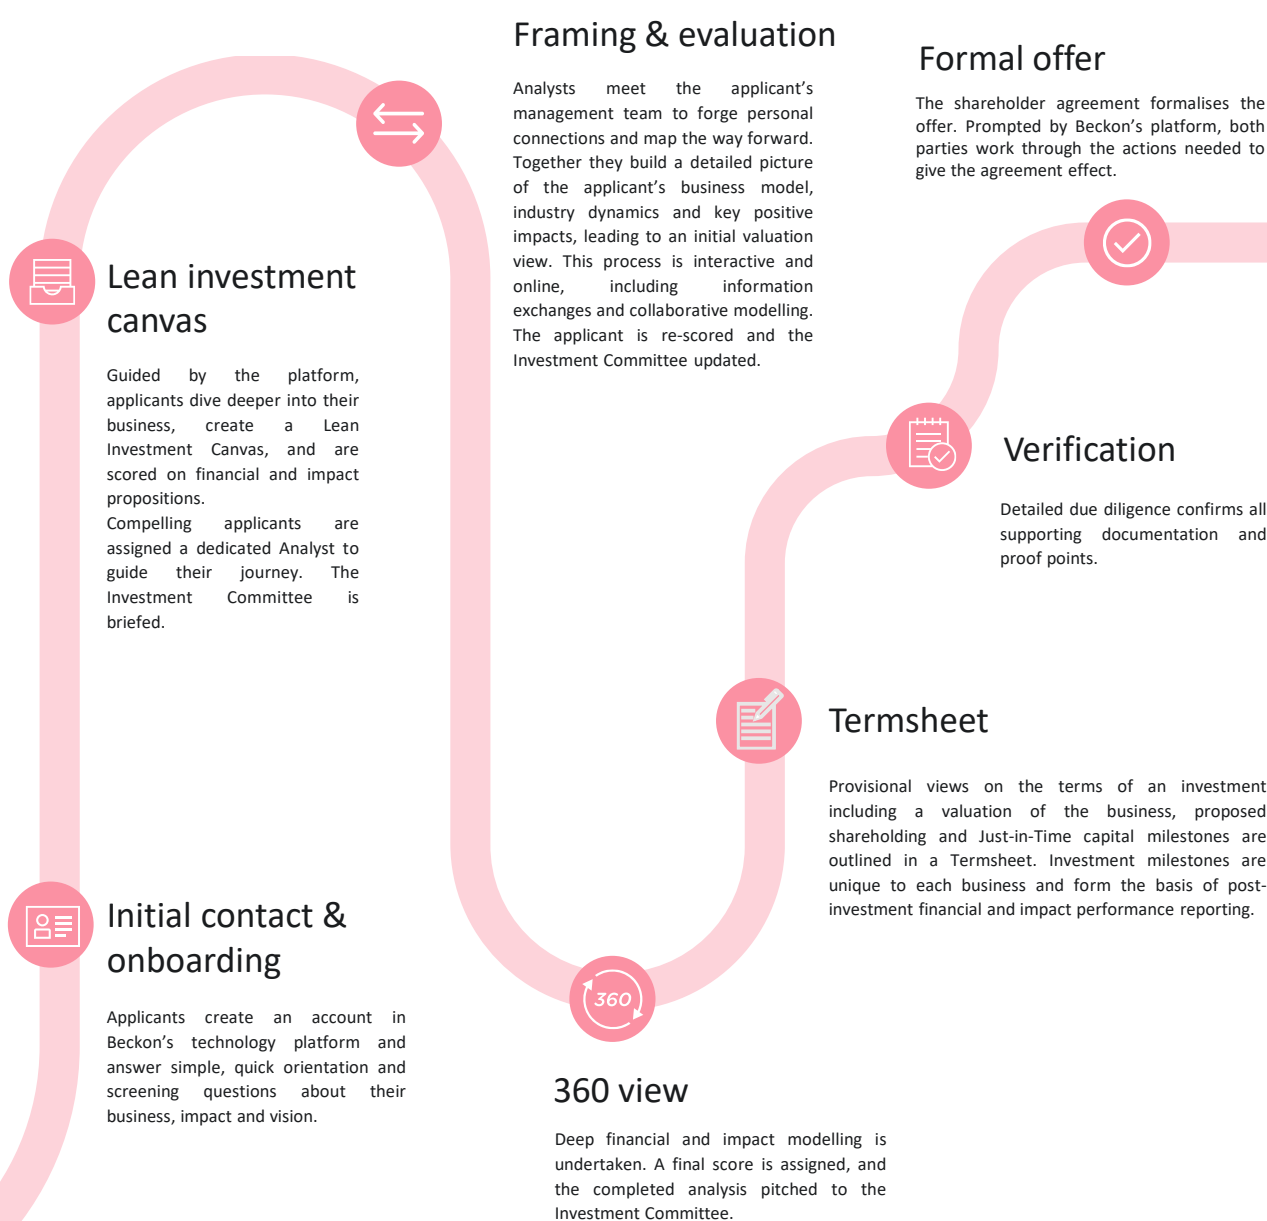 Framing & evaluation
Analysts meet the applicant’s
management team to forge personal
connections and map the way forward.
Together they build a detailed picture
of the applicant’s business model,
industry dynamics and key positive
impacts, leading to an initial valuation
view. This process is interactive and
online, including information
exchanges and collaborative modelling.
The applicant is re-scored and the
Investment Committee updated.
Formal offer
The shareholder agreement formalises the
offer. Prompted by Beckon’s platform, both
parties work through the actions needed to
give the agreement effect.
Lean investment
canvas
Guided by the platform,
applicants dive deeper into their
business, create a Lean
Investment Canvas, and are
scored on financial and impact
propositions.
Compelling applicants are
assigned a dedicated Analyst to
guide their journey. The
Investment Committee is
briefed.
Verification
Detailed due diligence confirms all
supporting documentation and
proof points.
Termsheet
Provisional views on the terms of an investment
including a valuation of the business, proposed
shareholding and Just-in-Time capital milestones are
outlined in a Termsheet. Investment milestones are
unique to each business and form the basis of post-
investment financial and impact performance reporting.
Initial contact &
onboarding
Applicants create an account in
Beckon’s technology platform and
answer simple, quick orientation and
screening questions about their
business, impact and vision.
360
360 view
Deep financial and impact modelling is
undertaken. A final score is assigned, and
the completed analysis pitched to the
Investment Committee.